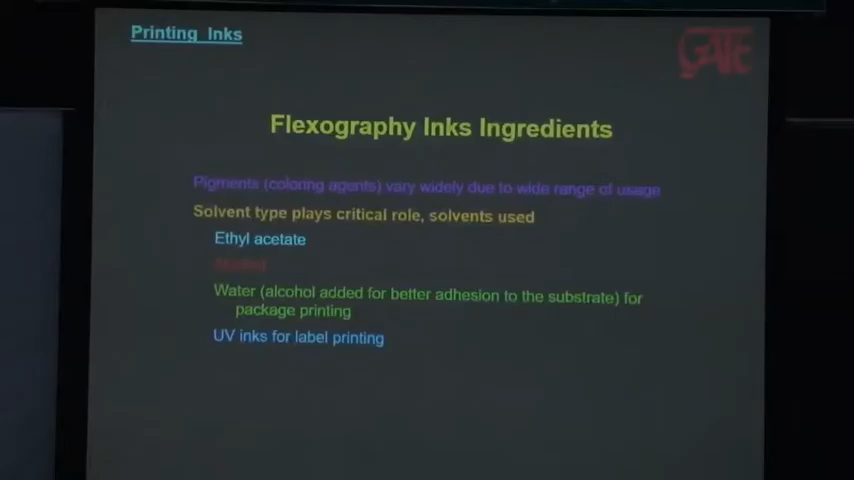 Printing Inks
GATE
Flexography Inks Ingredients
Pigments (coloring agents) vary widely due to wide range of usage
Solvent type plays critical role, solvents used
Ethyl acetate
Water (alcohol added for better adhesion to the substrate) for
package printing
UV inks for label printing